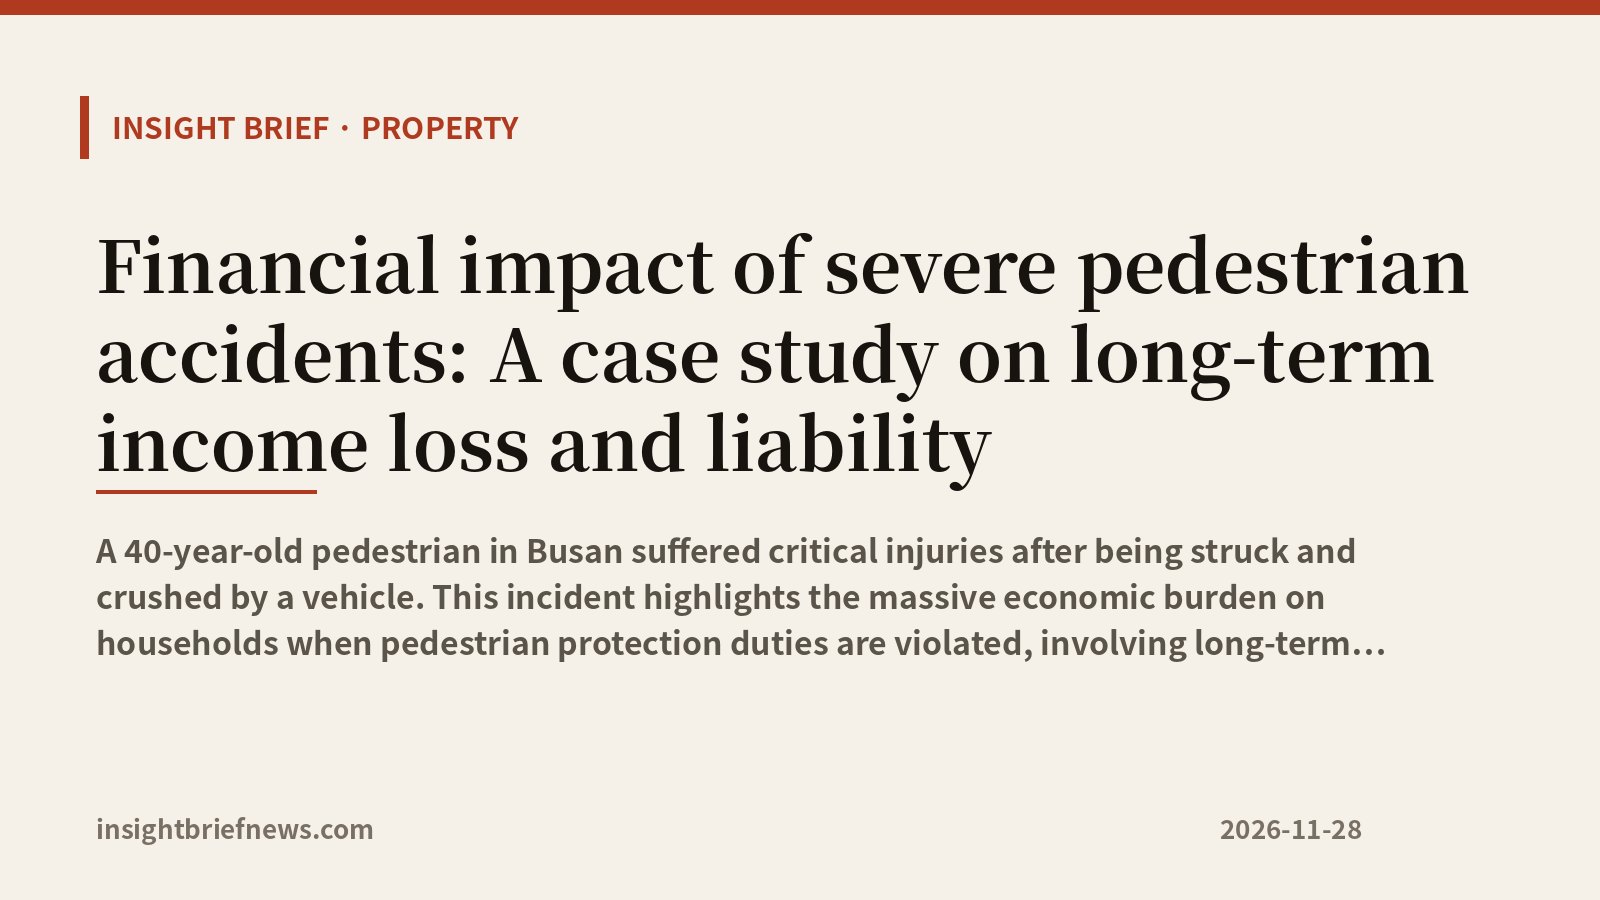 INSIGHT BRIEF · PROPERTY
Financial impact of severe pedestrian
accidents: A case study on long-term
income loss and liability
A 40-year-old pedestrian in Busan suffered critical injuries after being struck and
crushed by a vehicle. This incident highlights the massive economic burden on
households when pedestrian protection duties are violated, involving long-term…
insightbriefnews.com
2026-11-28